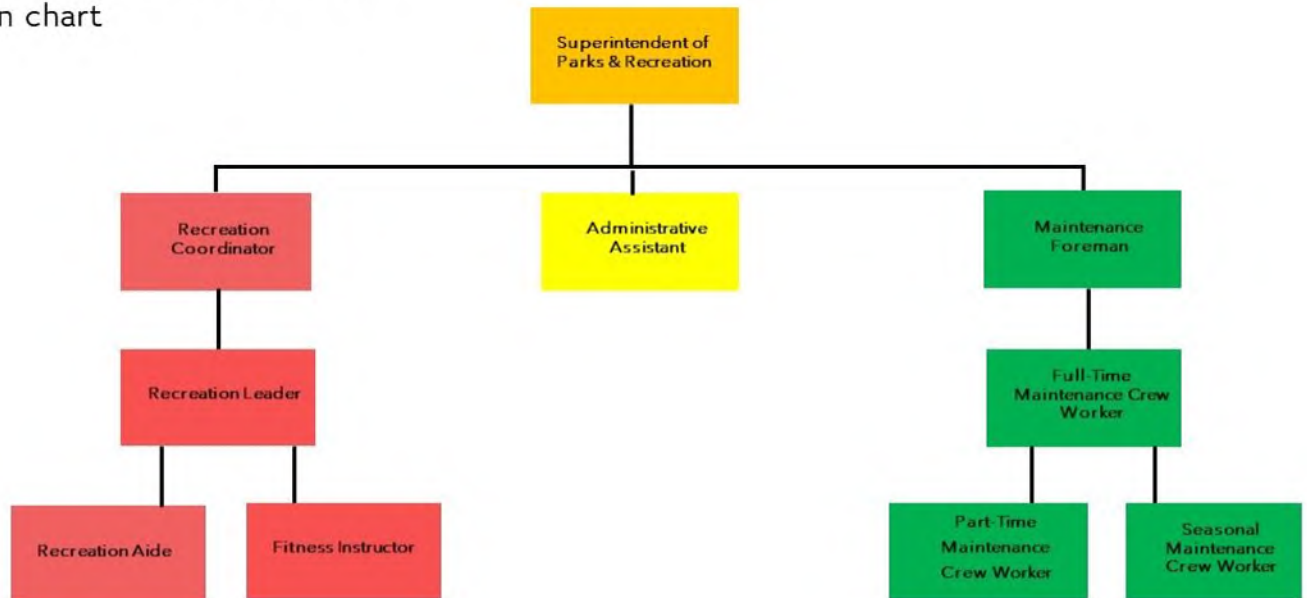 n chart
Superintendent of
Parks & Recreation
Recreation
Coordinator
Administrative
Assistant
Maintenance
Foreman
Recreation Leader
Full-Time
Maintenance Crew
Worker
Recreation Aide
Fitness Instructor
Part-Time
Maintenance
Crew Worker
Seasonal
Maintenance
Crew Worker